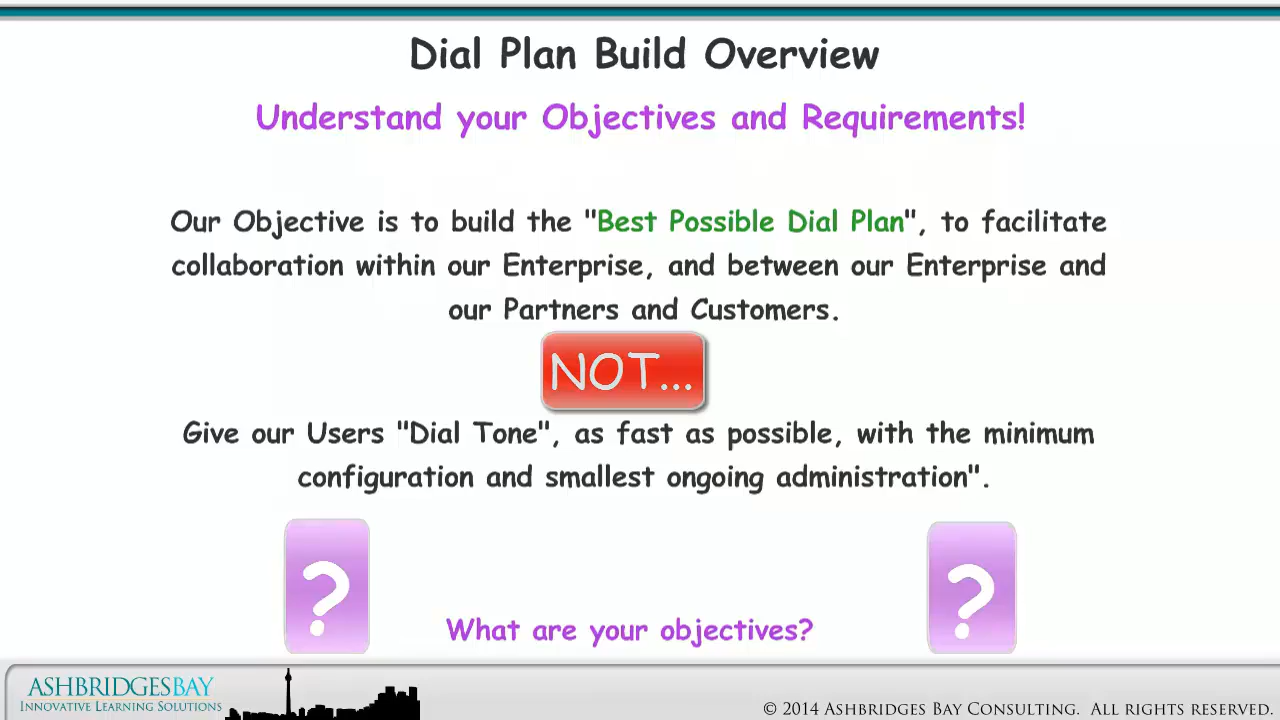 Dial Plan Build Overview
Understand your Objectives and Requirements!
Our Objective is to build the "Best Possible Dial Plan", to facilitate
collaboration within our Enterprise, and between our Enterprise and
our Partners and Customers.
NOT...
Give our Users "Dial Tone", as fast as possible, with the minimum
configuration and smallest ongoing administration".
? ?
What are your objectives?
ASHBRIDGESBAY
INNOVATIVE LEARNING SOLUTIONS
© 2014 ASHBRIDGES BAY CONSULTING. ALL RIGHTS RESERVED.